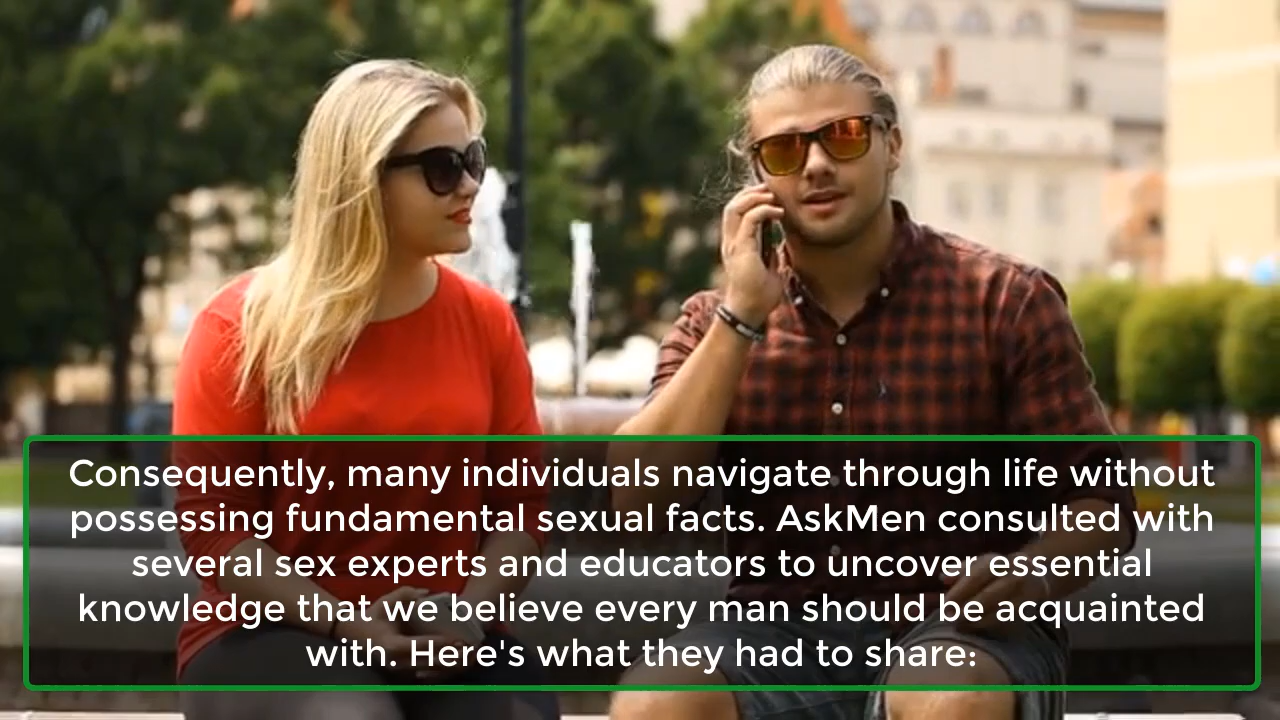 Consequently, many individuals navigate through life without
possessing fundamental sexual facts. AskMen consulted with
several sex experts and educators to uncover essential
knowledge that we believe every man should be acquainted
with. Here's what they had to share: